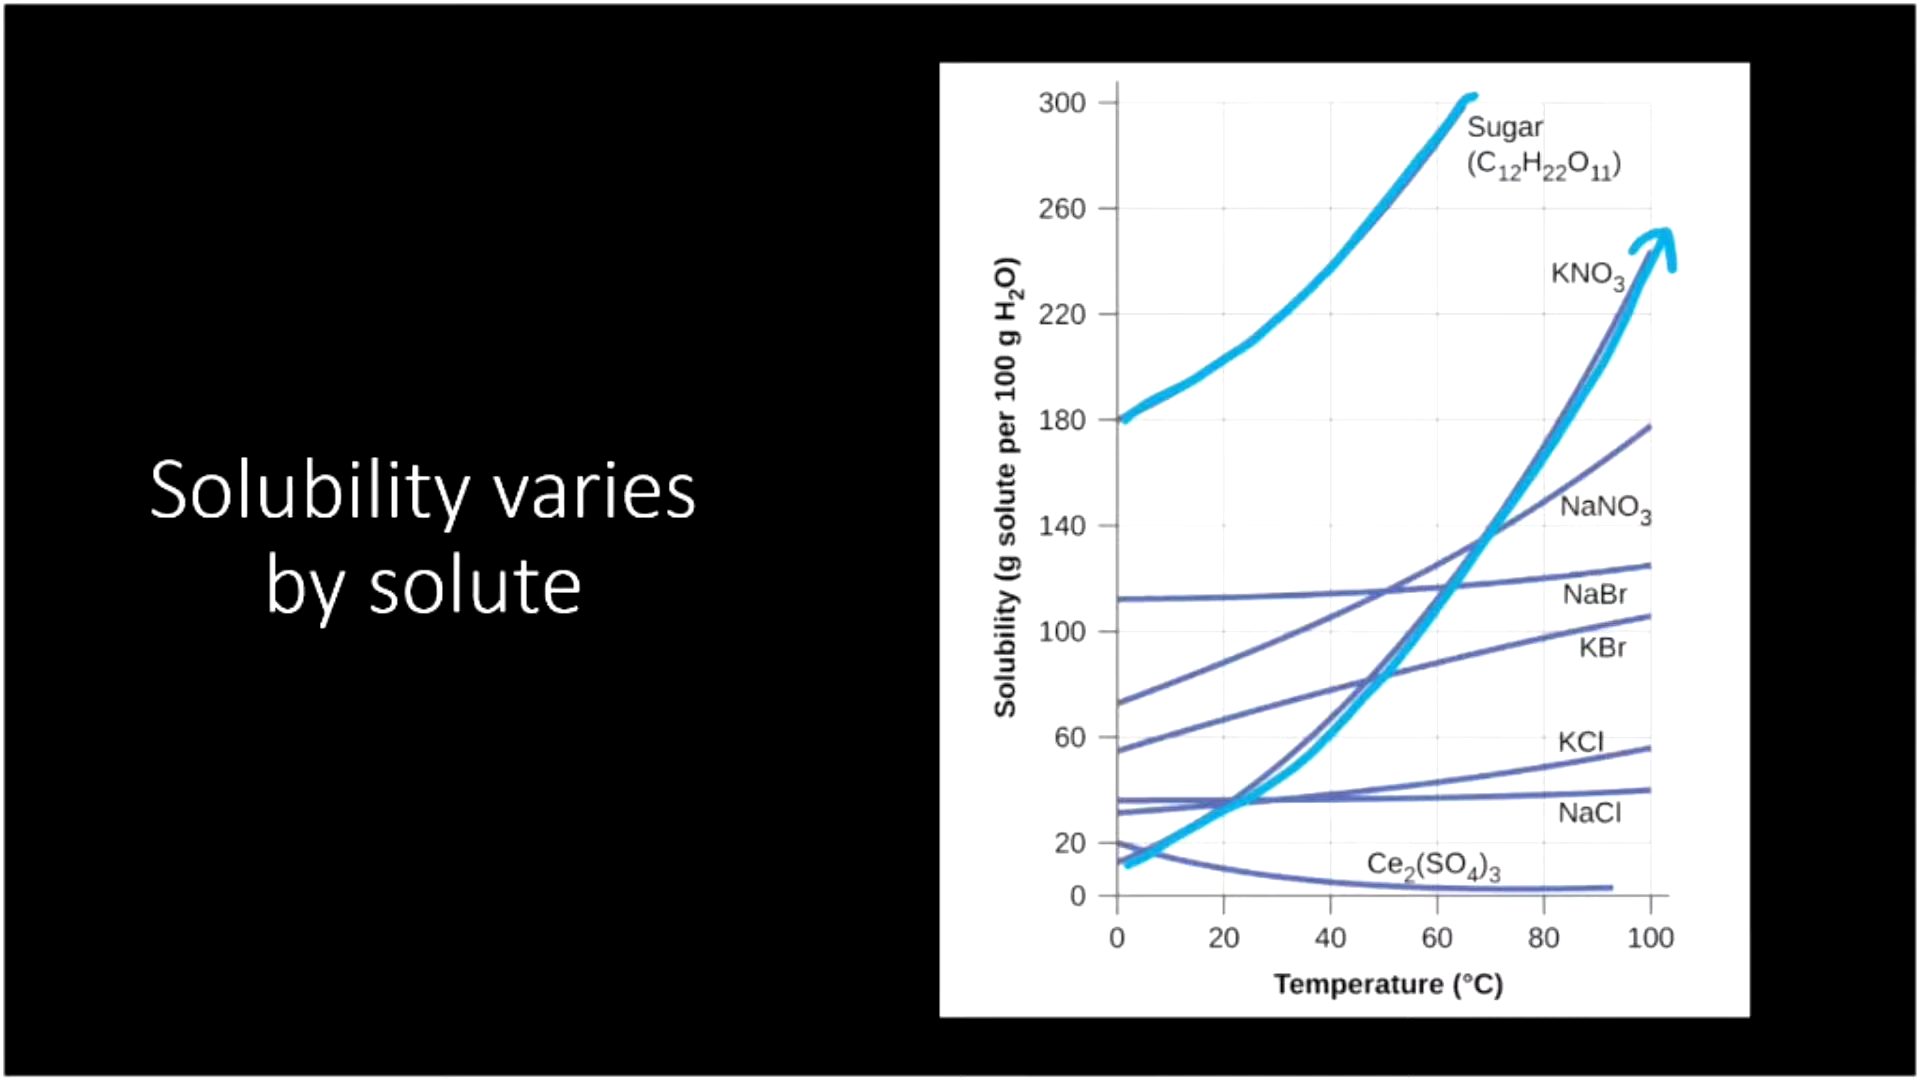 Solubility varies
by solute
Solubility (g solute per 100 g H₂O)
300
260
220
180
140
100
60
20
0
Sugar
(C₁₂H₂₂O₁₁)
KNO₃
NaNO₃
NaBr
KBr
KCl
NaCl
Ce₂(SO₄)₃
0 20 40 60 80 100
Temperature (°C)